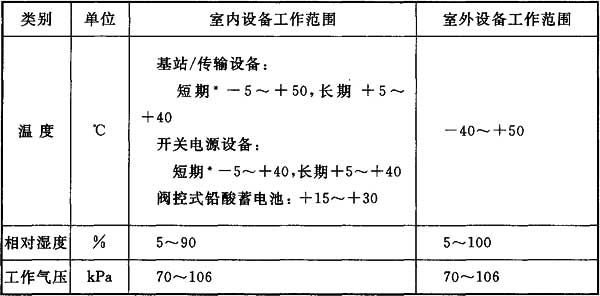 类别 单位 室内设备工作范围 室外设备工作范围
基站/传输设备：
短期*－5～＋50，长期 ＋5～
＋40
开关电源设备：
温度 ℃ －40～＋50
短期*－5～＋40，长期＋5～＋40
阀控式铅酸蓄电池：＋15～＋30
相对湿度 % 5～90 5～100
工作气压 kPa 70～106 70～106